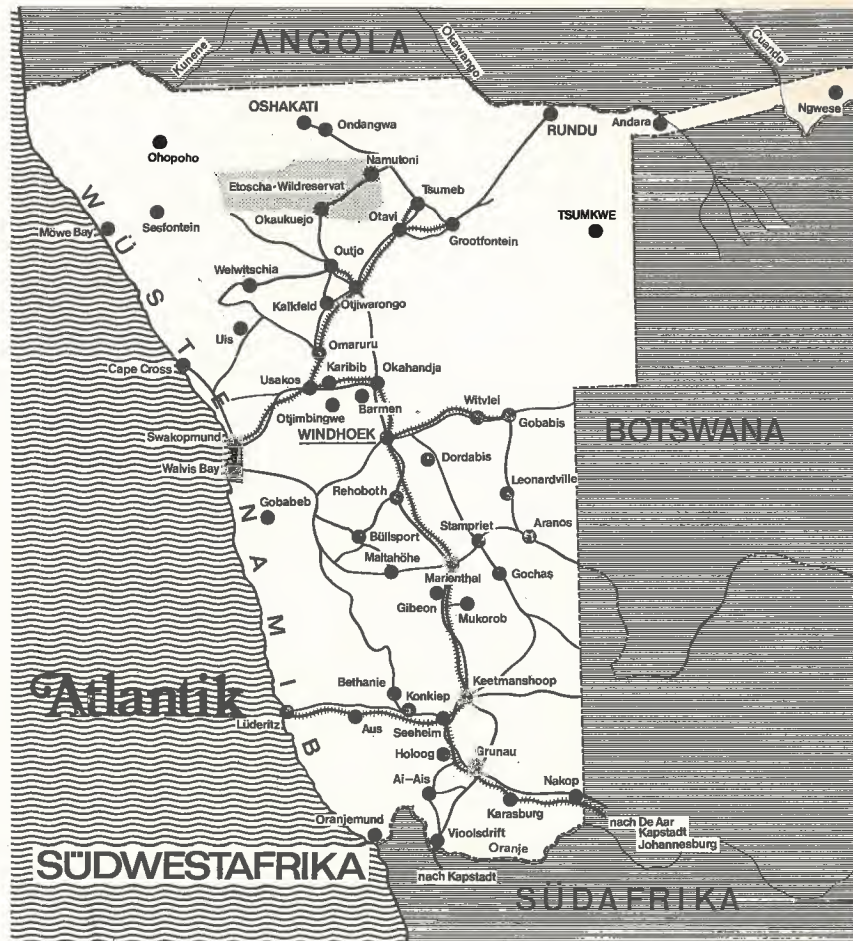 ANGOLA
Kunene
Okawango
Cuando
Ngwese
OSHAKATI
Ondangwa
RUNDU
Andara
Ohopoho
Namutoni
Etoscha-Wildreservat
Tsumeb
Okaukuejo
Otavi
TSUMKWE
Sesfontein
Möwe Bay
Grootfontein
Outjo
Welwitschia
Kalkfeld
Otjiwarongo
Uis
Omaruru
Cape Cross
Karibib
Okahandja
Usakos
Otjimbingwe
Barmen
Witvlei
Gobabis
WINDHOEK
Swakopmund
Walvis Bay
BOTSWANA
Dordabis
Leonardville
Rehoboth
Gobabeb
Stampriet
Aranos
Büllsport
Maltahöhe
Marienthal
Gochas
Gibeon
Mukorob
WÜSTE NAMIB
Atlantik
Bethanie
Konkiep
Keetmanshoop
Lüderitz
Aus
Seeheim
Holoog
Grunau
Ai-Ais
Nakop
Karasburg
Oranjemund
Vioolsdrift
Oranje
nach De Aar
Kapstadt
Johannesburg
SÜDWESTAFRIKA
nach Kapstadt
SÜDAFRIKA